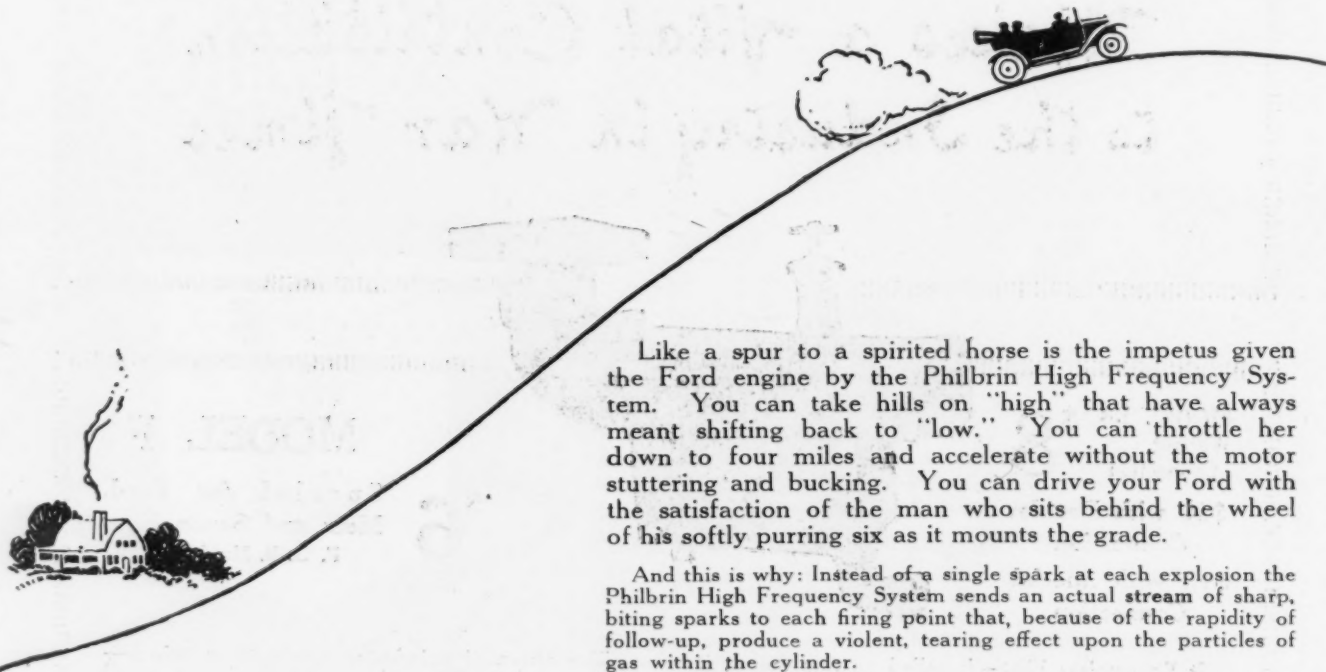 Like a spur to a spirited horse is the impetus given
the Ford engine by the Philbrin High Frequency Sys-
tem. You can take hills on "high" that have always
meant shifting back to "low." You can throttle her
down to four miles and accelerate without the motor
stuttering and bucking. You can drive your Ford with
the satisfaction of the man who sits behind the wheel
of his softly purring six as it mounts the grade.
And this is why: Instead of a single spark at each explosion the
Philbrin High Frequency System sends an actual stream of sharp,
biting sparks to each firing point that, because of the rapidity of
follow-up, produce a violent, tearing effect upon the particles of
gas within the cylinder.